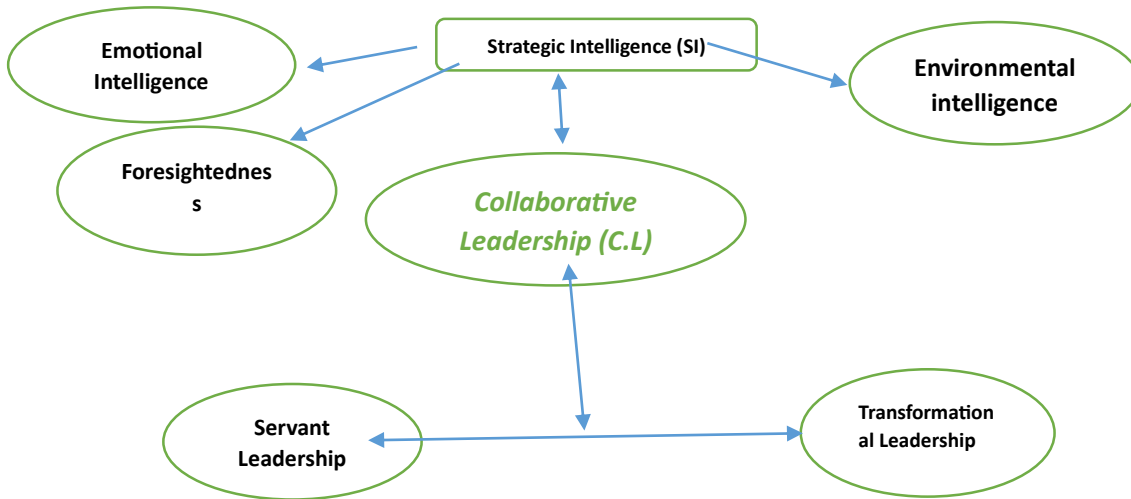 Emotional
Intelligence
Strategic Intelligence (SI)
Environmental
intelligence
Foresightednes
s
Collaborative
Leadership (C.L)
Servant
Leadership
Transformation
al Leadership